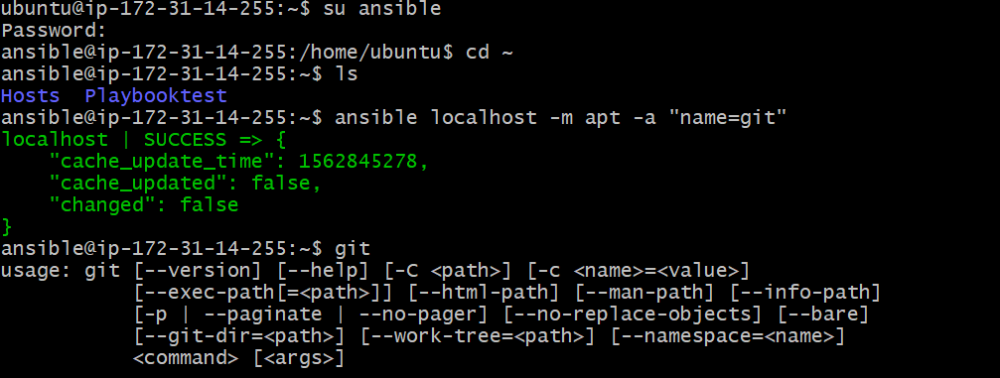 ubuntu@ip-172-31-14-255:~$ su ansible
Password:
ansible@ip-172-31-14-255:/home/ubuntu$ cd ~
ansible@ip-172-31-14-255:~$ ls
Hosts  Playbooktest
ansible@ip-172-31-14-255:~$ ansible localhost -m apt -a "name=git"
localhost | SUCCESS => {
    "cache_update_time": 1562845278,
    "cache_updated": false,
    "changed": false
}
ansible@ip-172-31-14-255:~$ git
usage: git [--version] [--help] [-C <path>] [-c <name>=<value>]
           [--exec-path[=<path>]] [--html-path] [--man-path] [--info-path]
           [-p | --paginate | --no-pager] [--no-replace-objects] [--bare]
           [--git-dir=<path>] [--work-tree=<path>] [--namespace=<name>]
           <command> [<args>]